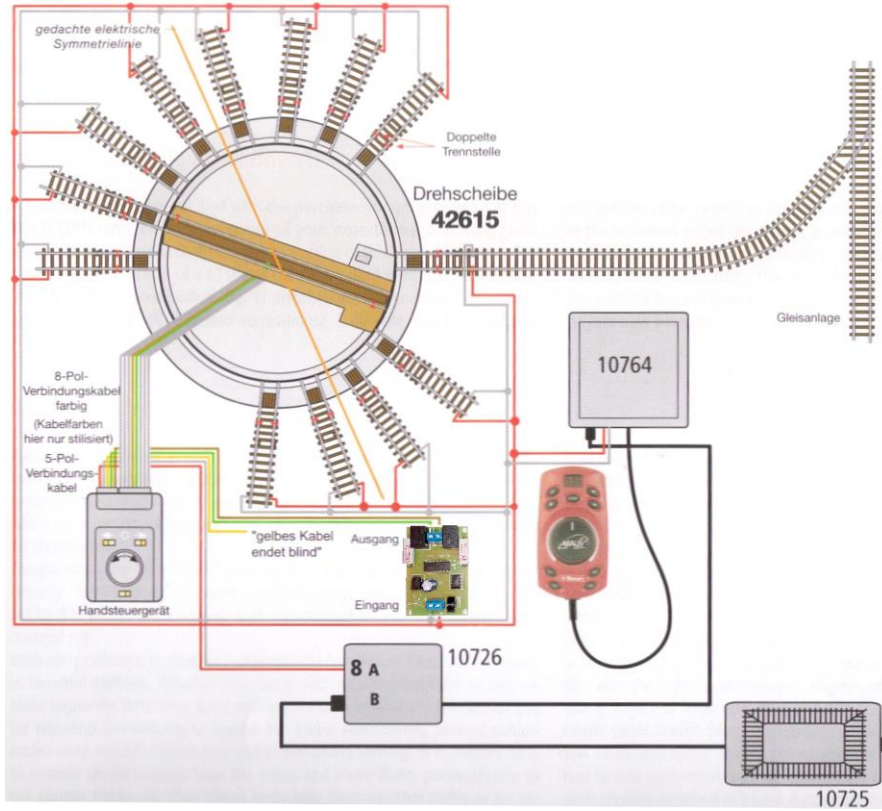 gedachte elektrische
Symmetrielinie
Doppelte
Trennstelle
Drehscheibe
42615
Gleisanlage
10764
8-Pol-
Verbindungskabel
farbig
(Kabelfarben
hier nur stilisiert)
5-Pol-
Verbindungs-
kabel
"gelbes Kabel
endet blind"
Ausgang
Eingang
Handsteuergerät
8 A
B
10726
10725